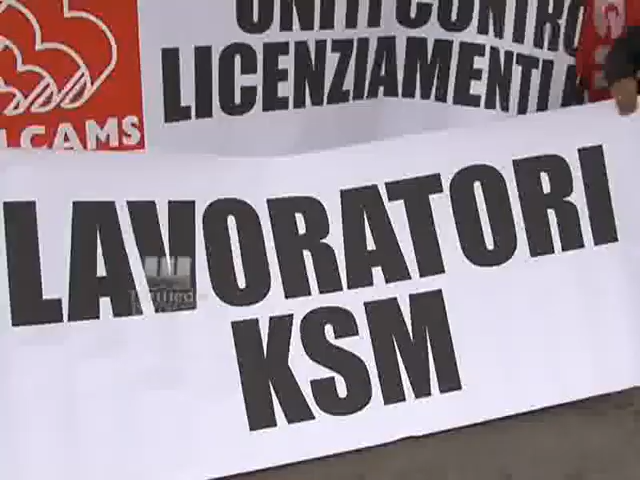 UNITI CONTRO
LICENZIAMENTI
LCAMS
LAVORATORI
KSM